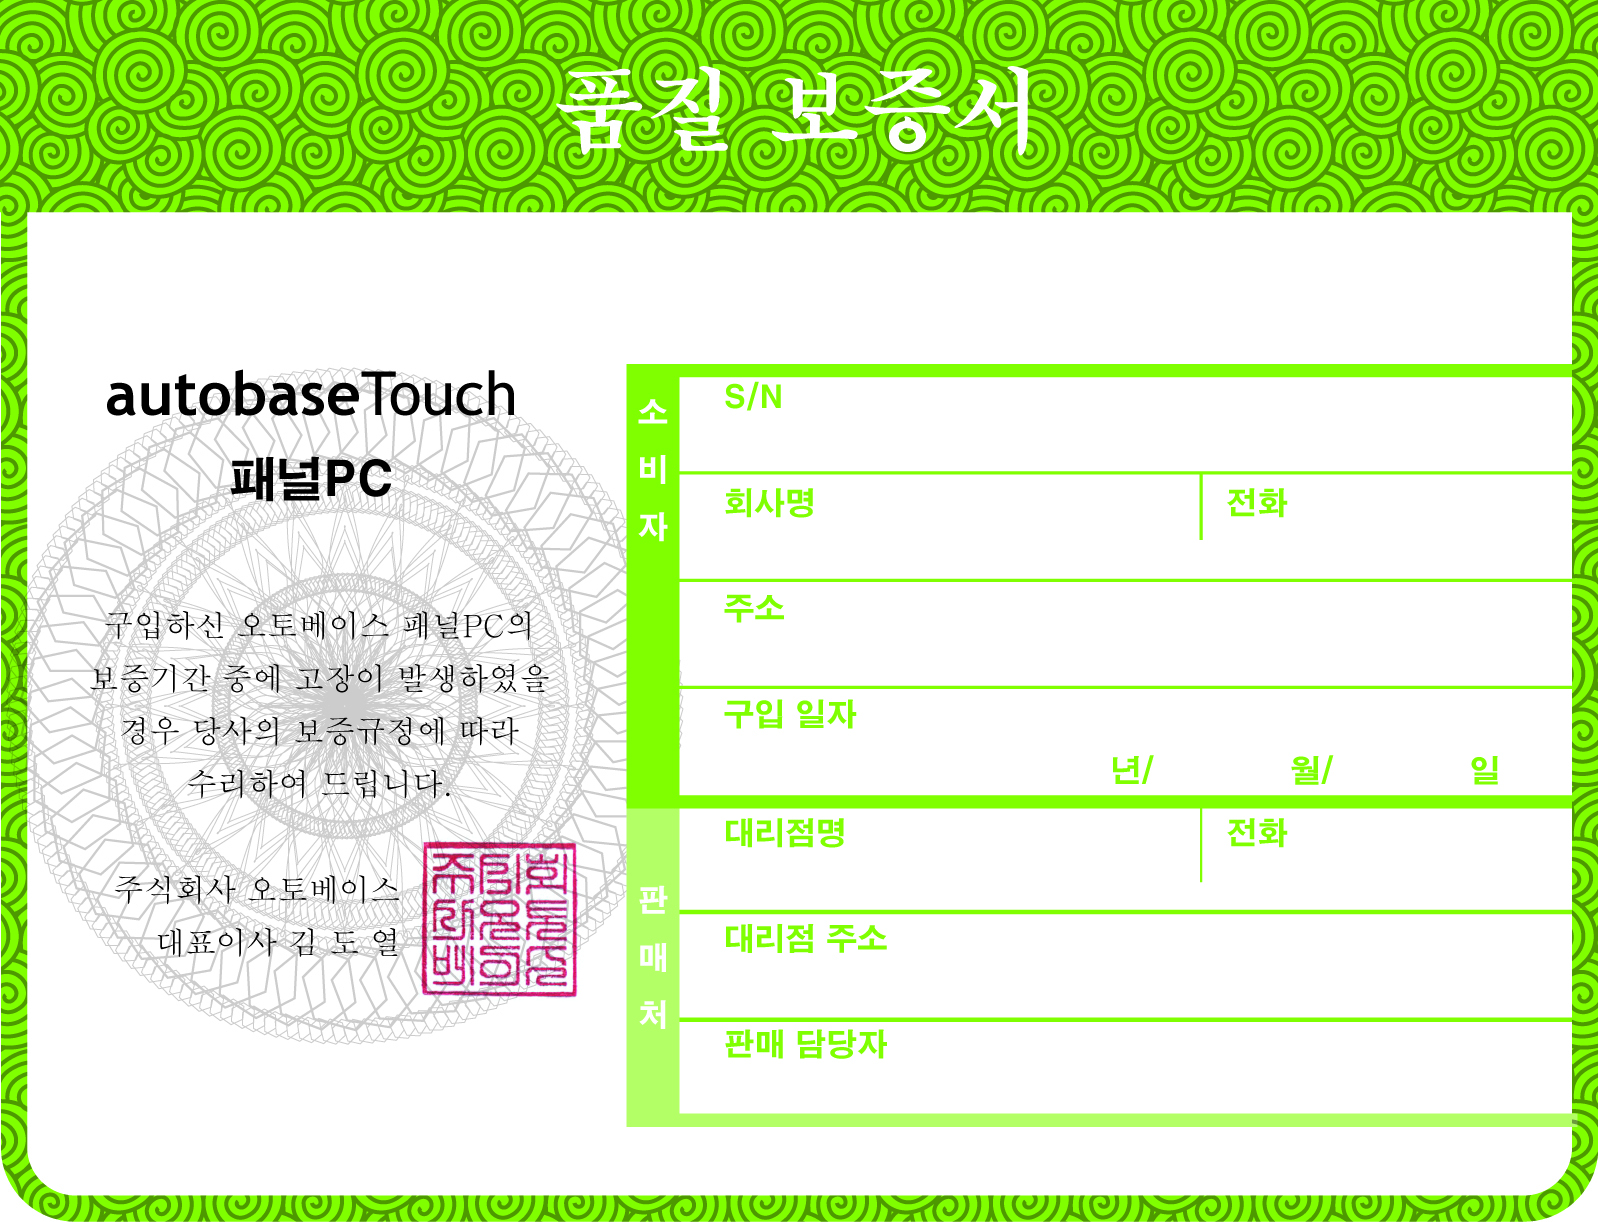 품질 보증서
autobaseTouch
패널PC
구입하신 오토베이스 패널PC의
보증기간 중에 고장이 발생하였을
경우 당사의 보증규정에 따라
수리하여 드립니다.
주식회사 오토베이스
대표이사 김 도 열
소비자
S/N
회사명 전화
주소
구입 일자
년/ 월/ 일
판매처
대리점명 전화
대리점 주소
판매 담당자